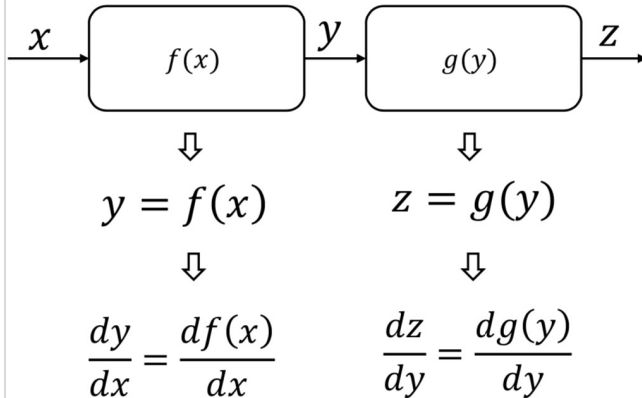 x f(x) y g(y) z
y = f(x) z = g(y)
dy/dx = df(x)/dx dz/dy = dg(y)/dy